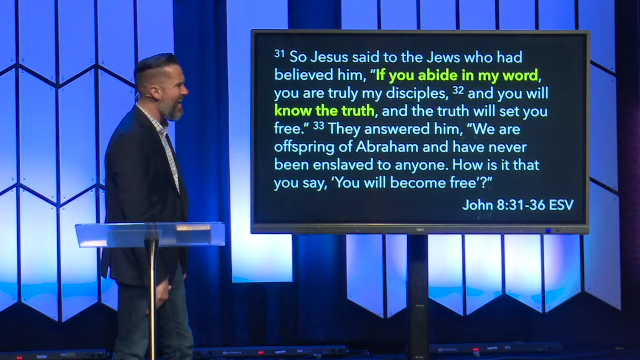 31 So Jesus said to the Jews who had
believed him, “If you abide in my word,
you are truly my disciples, 32 and you will
know the truth, and the truth will set you
free.” 33 They answered him, “We are
offspring of Abraham and have never
been enslaved to anyone. How is it that
you say, ‘You will become free’?”
John 8:31-36 ESV